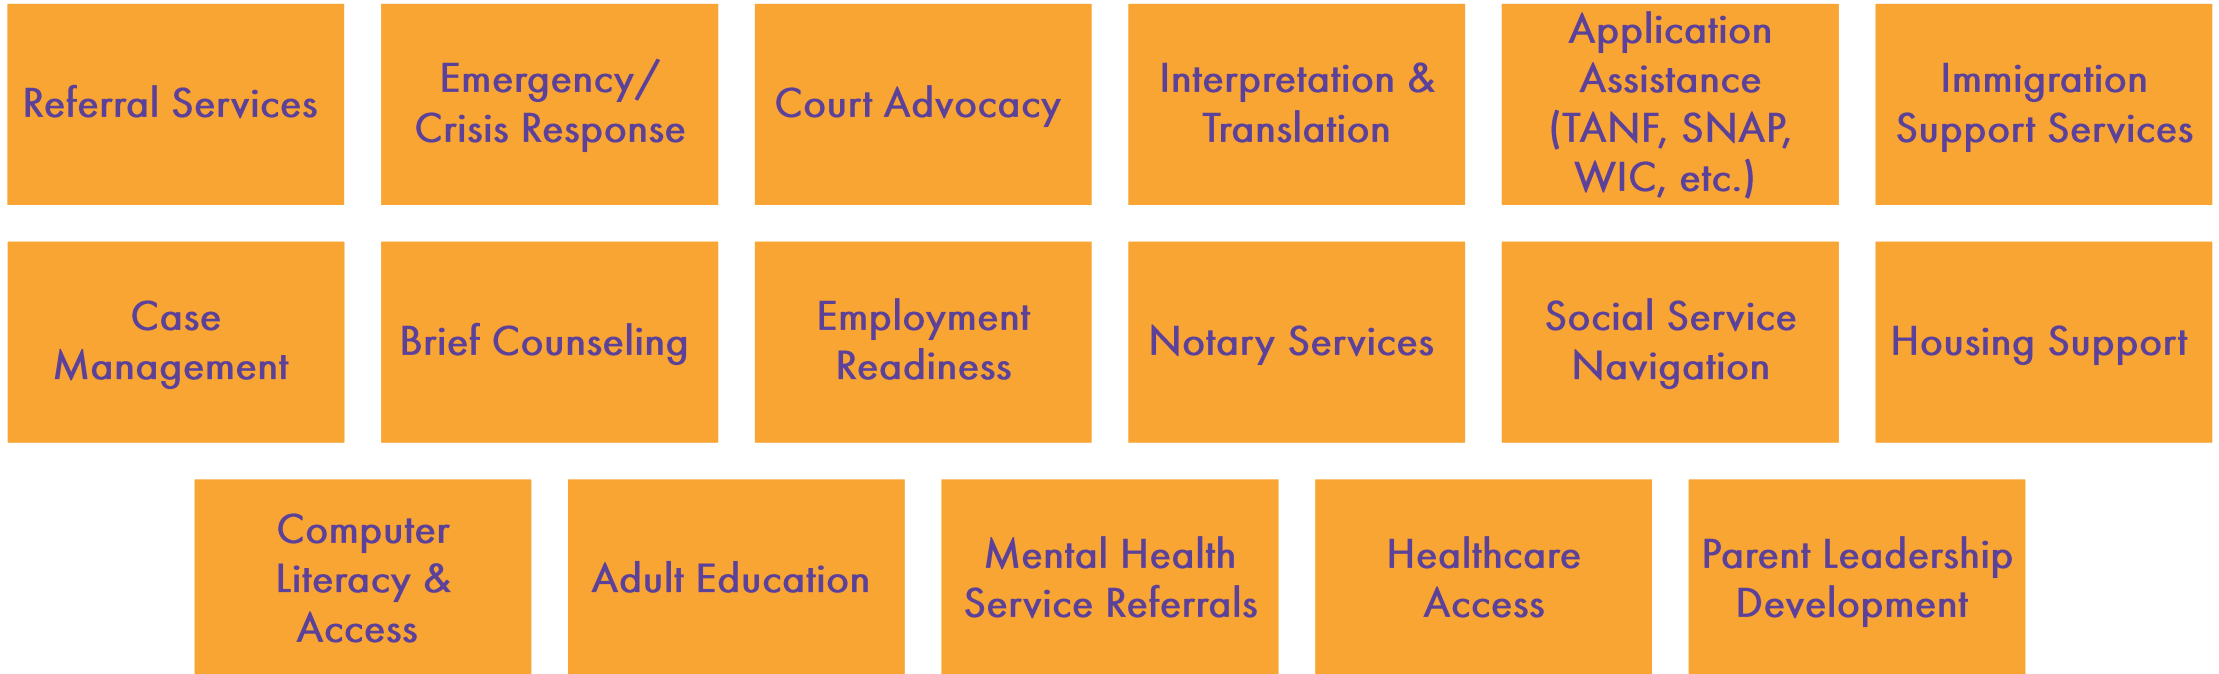 Referral Services
Emergency/
Crisis Response
Court Advocacy
Interpretation &
Translation
Application
Assistance
(TANF, SNAP,
WIC, etc.)
Immigration
Support Services
Case
Management
Brief Counseling
Employment
Readiness
Notary Services
Social Service
Navigation
Housing Support
Computer
Literacy &
Access
Adult Education
Mental Health
Service Referrals
Healthcare
Access
Parent Leadership
Development